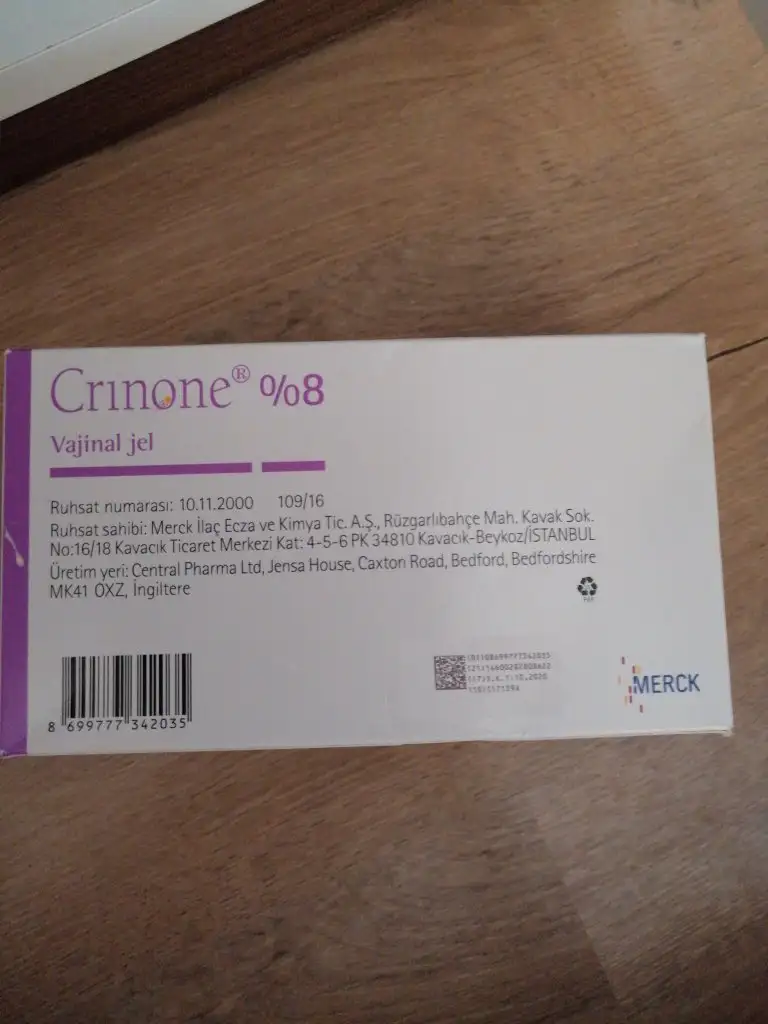 Crinone® %8
Vajinal jel
Ruhsat numarası: 10.11.2000 109/16
Ruhsat sahibi: Merck İlaç Ecza ve Kimya Tic. A.Ş., Rüzgarlıbahçe Mah. Kavak Sok.
No:16/18 Kavacık Ticaret Merkezi Kat: 4-5-6 PK 34810 Kavacık-Beykoz/İSTANBUL
Üretim yeri: Central Pharma Ltd, Jensa House, Caxton Road, Bedford, Bedfordshire
MK41 0XZ, İngiltere
8 699777 342035
MERCK